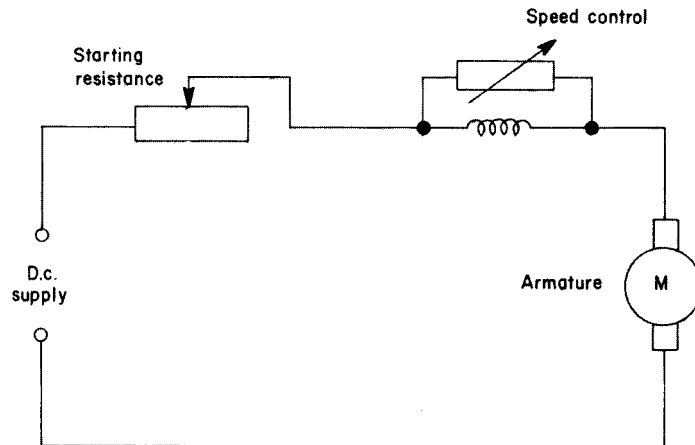 Speed control
Starting
resistance
D.c.
supply
Armature
M